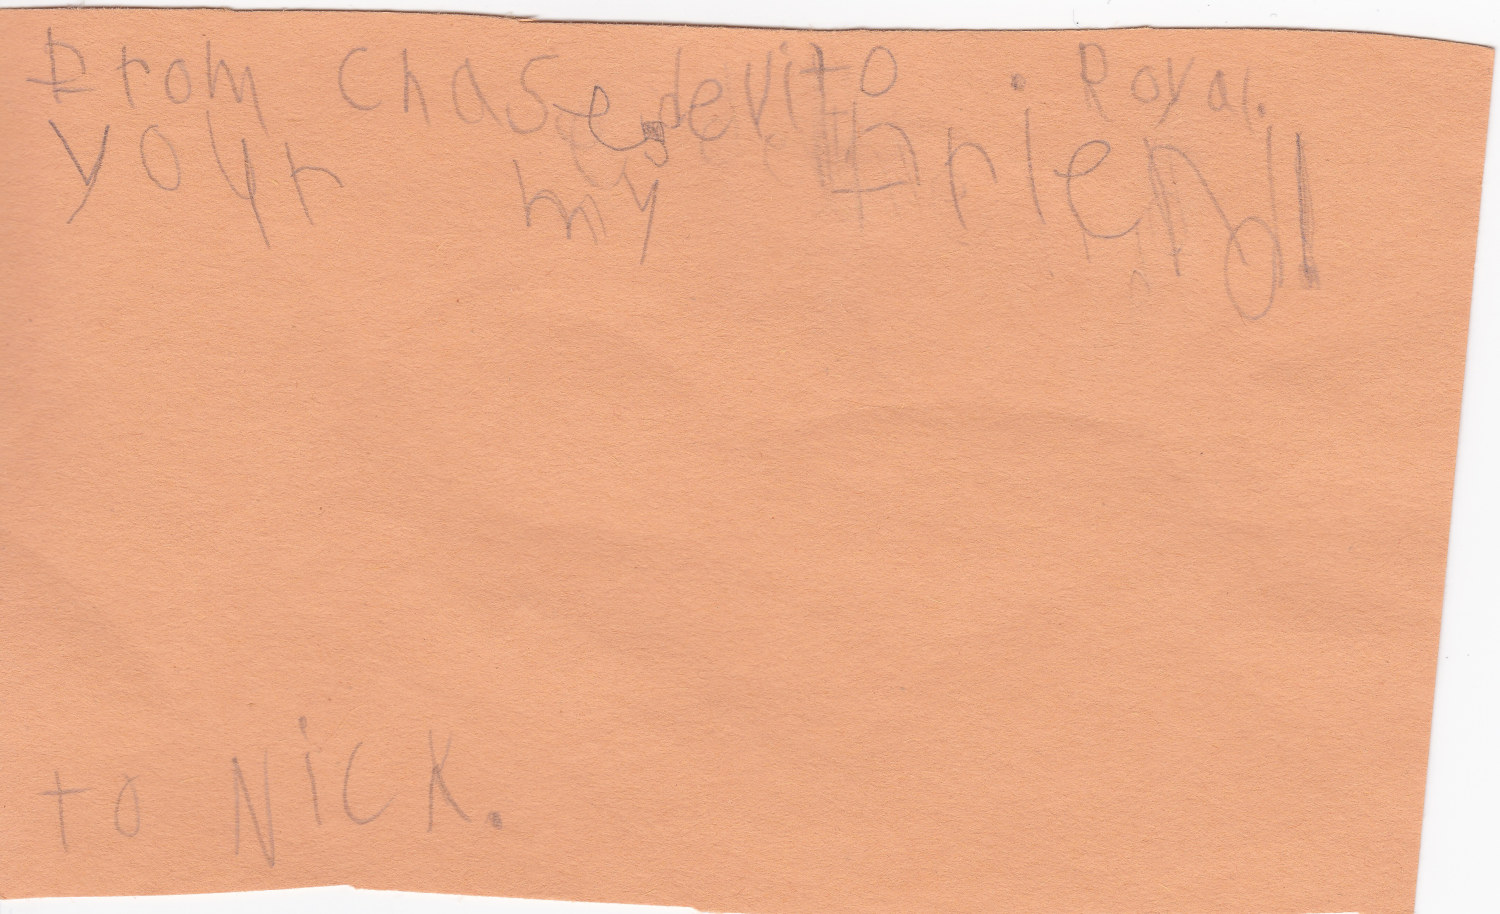 From Chase devito . Royal.
your my friend!
to Nick.